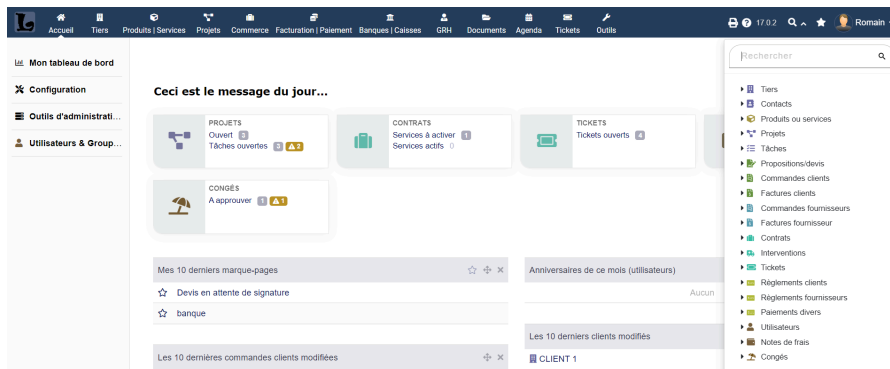 Accueil Tiers Produits | Services Projets Commerce Facturation | Paiement Banques | Caisses GRH Documents Agenda Tickets Outils 17.0.2 Romain
Rechercher
Mon tableau de bord
Configuration
Outils d'administrati...
Utilisateurs & Group...
Ceci est le message du jour...
PROJETS
Ouvert 3
Tâches ouvertes 3 2
CONTRATS
Services à activer 1
Services actifs 0
TICKETS
Tickets ouverts 4
CONGÉS
A approuver 1 1
Mes 10 derniers marque-pages
Devis en attente de signature
banque
Les 10 dernières commandes clients modifiées
Anniversaires de ce mois (utilisateurs)
Aucun
Les 10 derniers clients modifiés
CLIENT 1
Tiers
Contacts
Produits ou services
Projets
Tâches
Propositions/devis
Commandes clients
Factures clients
Commandes fournisseurs
Factures fournisseur
Contrats
Interventions
Tickets
Règlements clients
Règlements fournisseurs
Paiements divers
Utilisateurs
Notes de frais
Congés